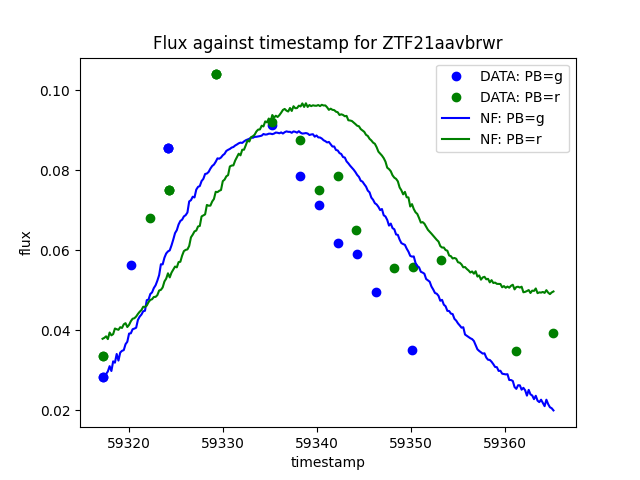 Flux against timestamp for ZTF21aavbrwr
DATA: PB=g
DATA: PB=r
NF: PB=g
NF: PB=r
0.10
0.08
0.06
0.04
0.02
flux
59320 59330 59340 59350 59360
timestamp